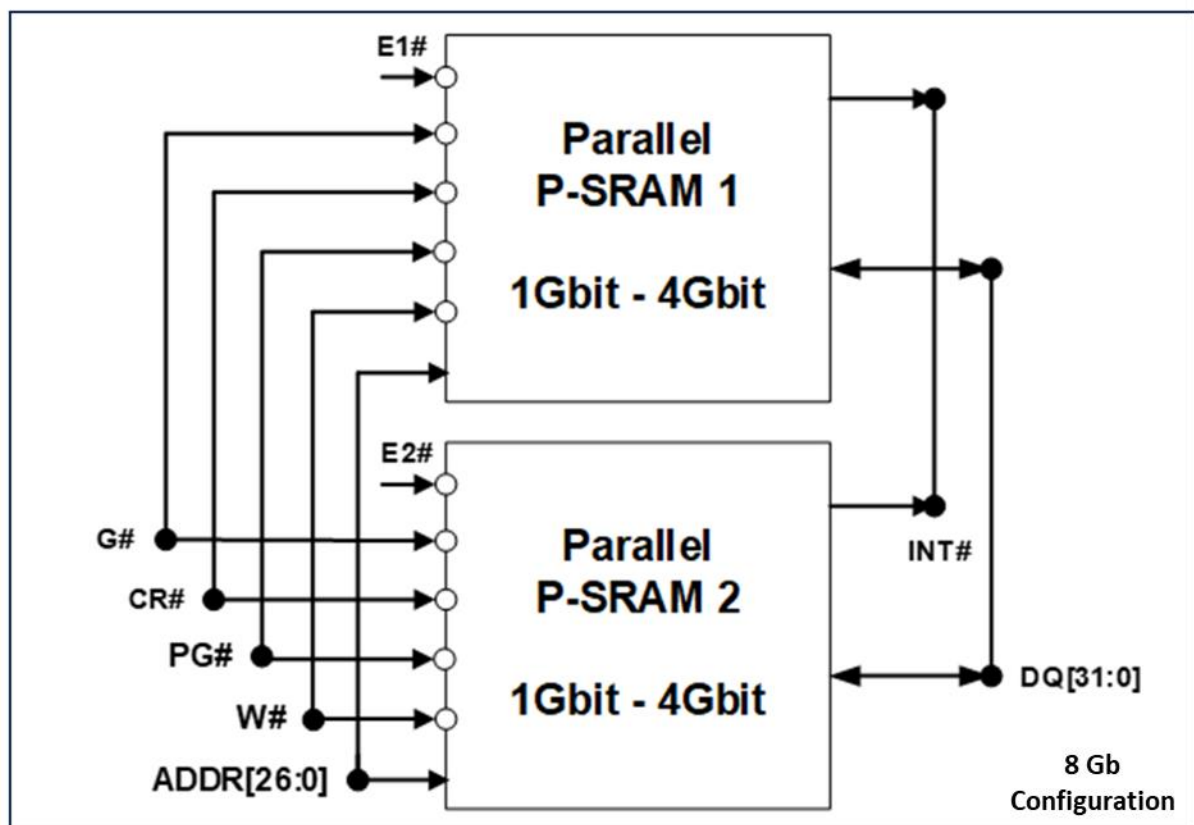 E1#
Parallel
P-SRAM 1
1Gbit - 4Gbit
E2#
G#
CR#
PG#
W#
ADDR[26:0]
Parallel
P-SRAM 2
1Gbit - 4Gbit
INT#
DQ[31:0]
8 Gb
Configuration